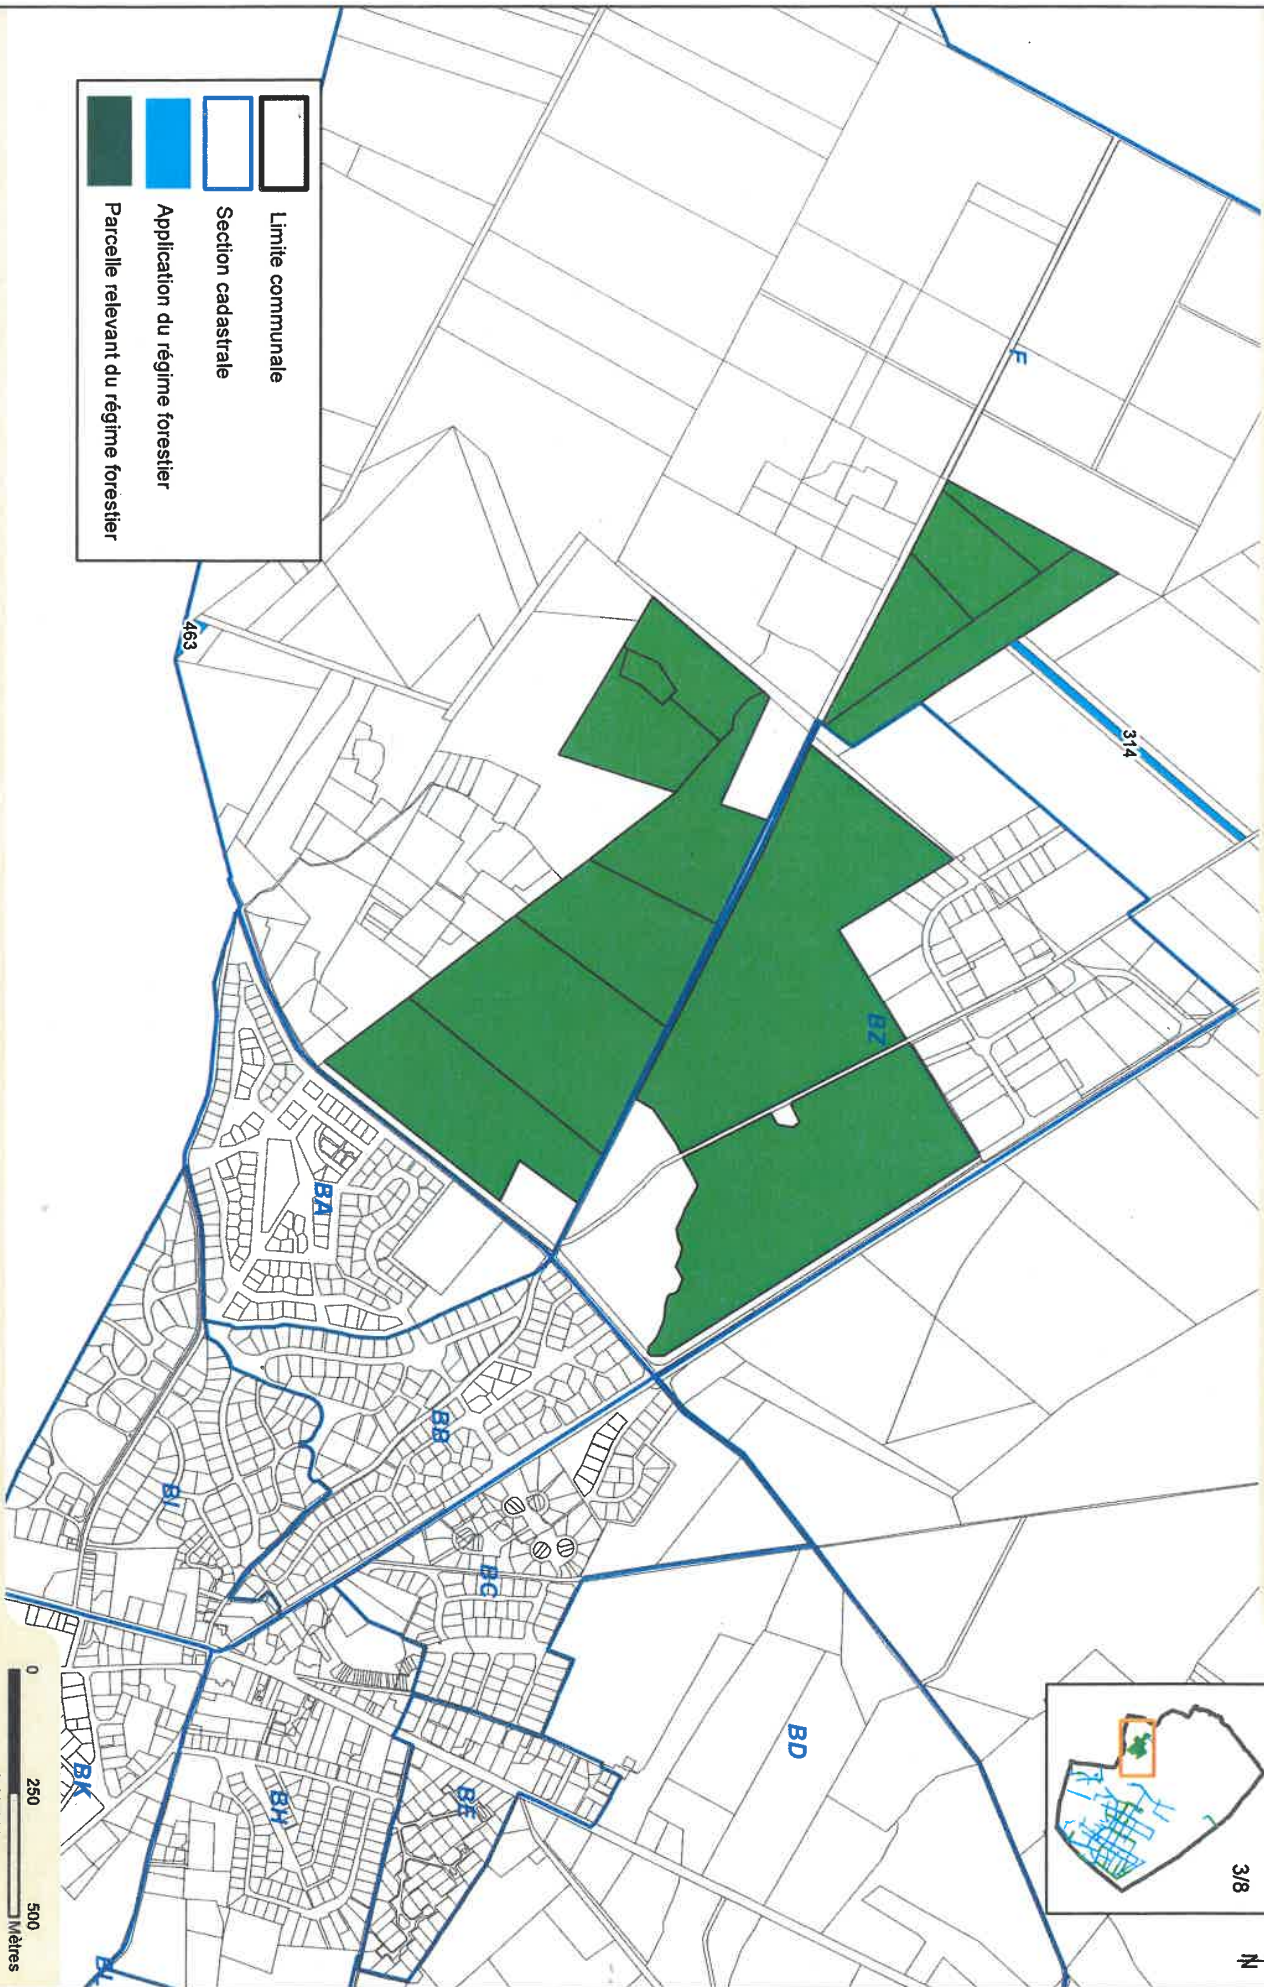 3/8
N
F
314
463
BZ
BA
BB
BI
BC
BD
BE
BH
BK
BL
Limite communale
Section cadastrale
Application du régime forestier
Parcelle relevant du régime forestier
0 250 500
Mètres